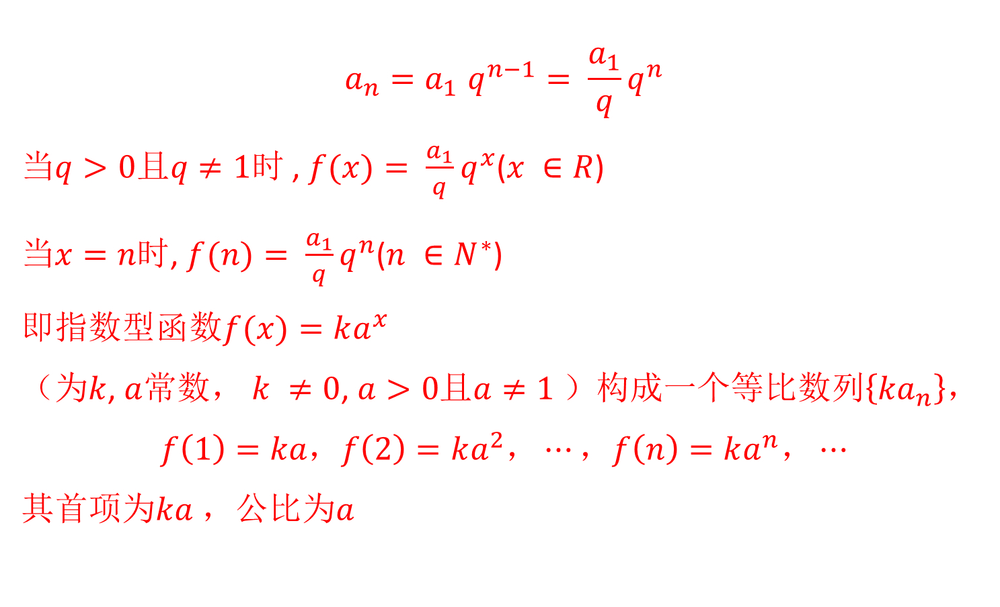 $a_n = a_1 q^{n-1} = \frac{a_1}{q} q^n$
当$q > 0$且$q \neq 1$时 , $f(x) = \frac{a_1}{q} q^x (x \in R)$
当$x = n$时, $f(n) = \frac{a_1}{q} q^n (n \in N^*)$
即指数型函数$f(x) = ka^x$
（为$k, a$常数， $k \neq 0, a > 0$且$a \neq 1$ ）构成一个等比数列$\{ka_n\}$，
$f(1) = ka$，$f(2) = ka^2$， $\cdots$ ，$f(n) = ka^n$， $\cdots$
其首项为$ka$ ，公比为$a$